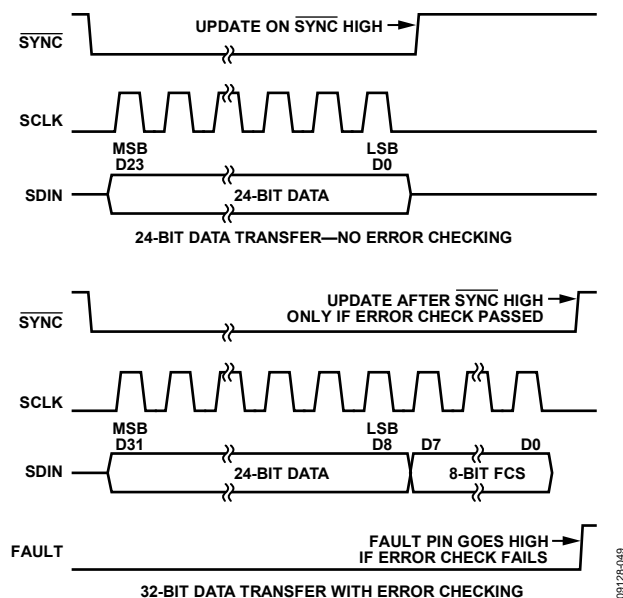 UPDATE ON SYNC HIGH
SYNC
SCLK
MSB
D23
LSB
D0
SDIN
24-BIT DATA
24-BIT DATA TRANSFER—NO ERROR CHECKING
UPDATE AFTER SYNC HIGH
ONLY IF ERROR CHECK PASSED
SYNC
SCLK
MSB
D31
LSB
D8
D7
D0
SDIN
24-BIT DATA
8-BIT FCS
FAULT PIN GOES HIGH
IF ERROR CHECK FAILS
FAULT
32-BIT DATA TRANSFER WITH ERROR CHECKING
09128-049